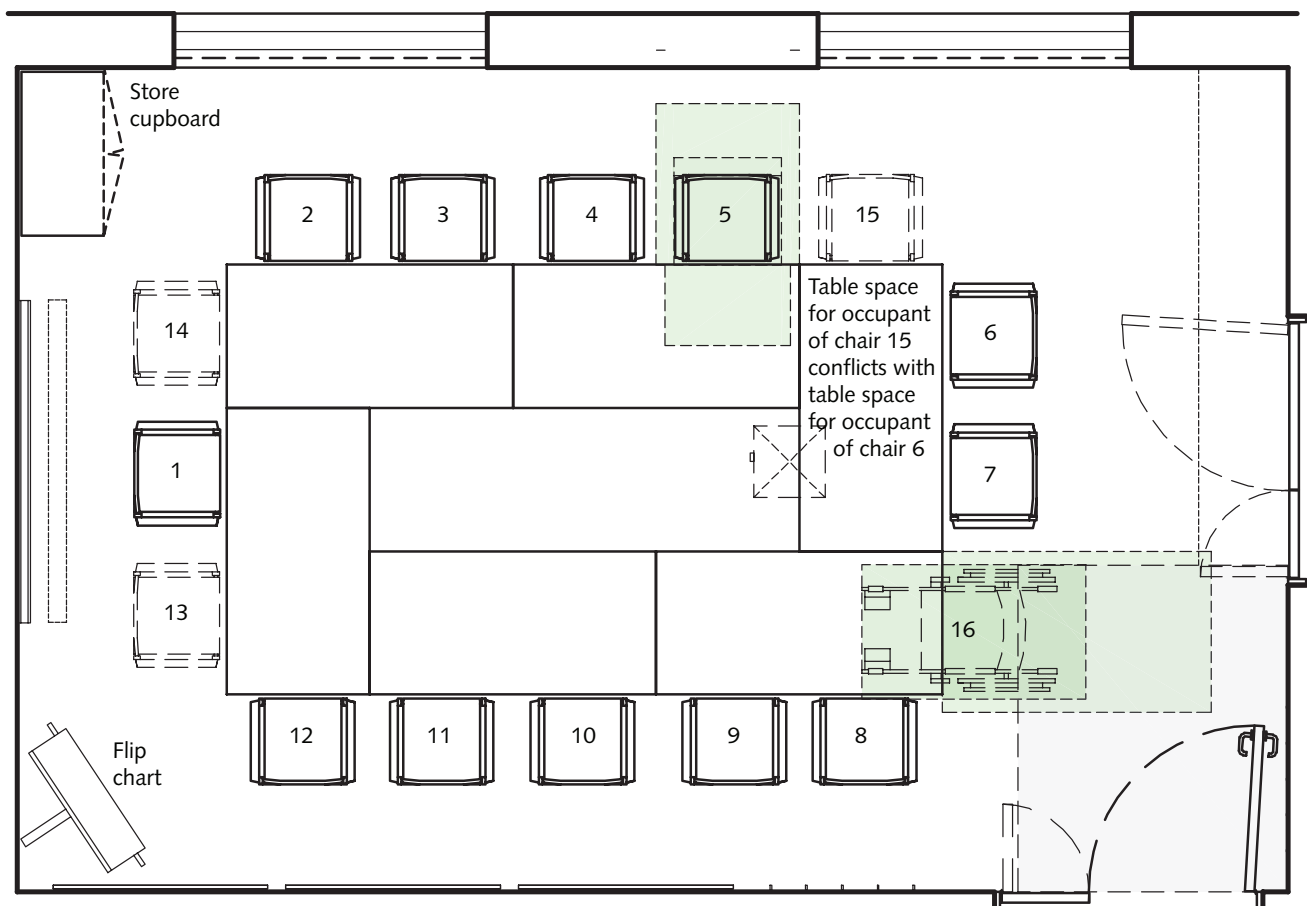 Store
cupboard
2
3
4
5
15
Table space
for occupant
of chair 15
conflicts with
table space
for occupant
of chair 6
14
6
1
7
13
16
12
11
10
9
8
Flip
chart